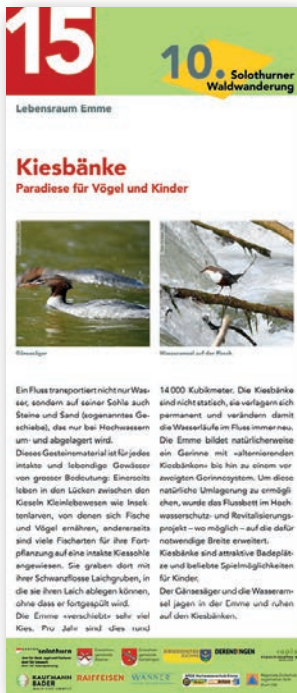 15
10. Solothurner
Waldwanderung
Lebensraum Emme
Kiesbänke
Paradiese für Vögel und Kinder
Gänsesäger
Wasseramsel auf der Pirsch
Ein Fluss transportiert nicht nur Was-
ser, sondern auf seiner Sohle auch
Steine und Sand (sogenanntes Ge-
schiebe), das nur bei Hochwassern
um- und abgelagert wird.
Dieses Gesteinsmaterial ist für jedes
intakte und lebendige Gewässer
von grosser Bedeutung: Einerseits
leben in den Lücken zwischen den
Kieseln Kleinlebewesen wie Insek-
tenlarven, von denen sich Fische
und Vögel ernähren, andererseits
sind viele Fischarten für ihre Fort-
pflanzung auf eine intakte Kiessohle
angewiesen. Sie graben dort mit
ihrer Schwanzflosse Laichgruben, in
die sie ihren Laich ablegen können,
ohne dass er fortgespült wird.
Die Emme «verschiebt» sehr viel
Kies. Pro Jahr sind dies rund
14 000 Kubikmeter. Die Kiesbänke
sind nicht statisch, sie verlagern sich
permanent und verändern damit
die Wasserläufe im Fluss immer neu.
Die Emme bildet natürlicherweise
ein Gerinne mit «alternierenden
Kiesbänken» bis hin zu einem ver-
zweigten Gerinnesystem. Um diese
natürliche Umlagerung zu ermögli-
chen, wurde das Flussbett im Hoch-
wasserschutz- und Revitalisierungs-
projekt – wo möglich – auf die dafür
notwendige Breite erweitert.
Kiesbänke sind attraktive Badeplät-
ze und beliebte Spielmöglichkeiten
für Kinder.
Der Gänsesäger und die Wasseram-
sel jagen in der Emme und ruhen
auf den Kiesbänken.
solothurn
DERENDINGEN
KAUFMANN
BADER
RAIFFEISEN
WANNER